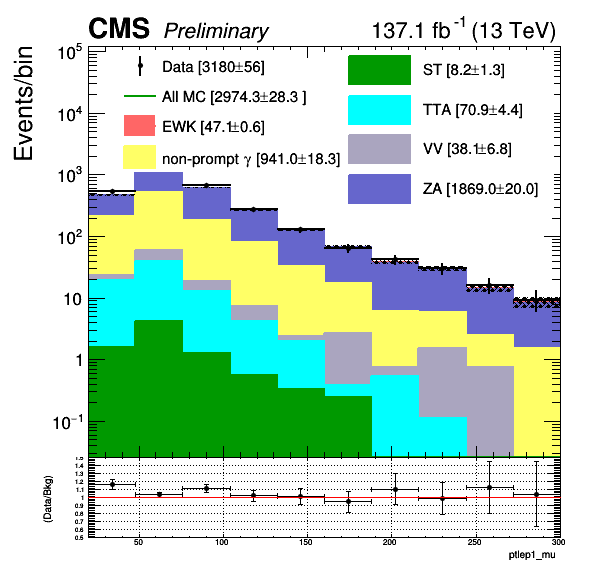 CMS Preliminary 137.1 fb⁻¹ (13 TeV)
Events/bin
10⁵
10⁴
10³
10²
10
1
10⁻¹
Data [3180±56]
All MC [2974.3±28.3 ]
EWK [47.1±0.6]
non-prompt γ [941.0±18.3]
ST [8.2±1.3]
TTA [70.9±4.4]
VV [38.1±6.8]
ZA [1869.0±20.0]
(Data/Bkg)
1.5
1.4
1.3
1.2
1.1
1
0.9
0.8
0.7
0.6
0.5
50 100 150 200 250 300
ptlep1_mu